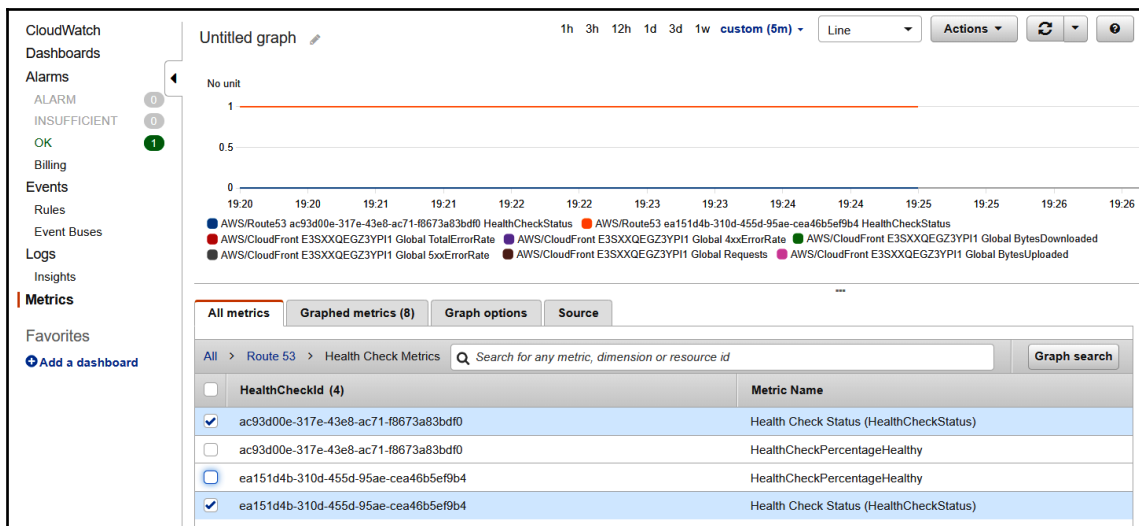 CloudWatch
Dashboards
Alarms
ALARM 0
INSUFFICIENT 0
OK 1
Billing
Events
Rules
Event Buses
Logs
Insights
Metrics
Favorites
Add a dashboard
Untitled graph
1h 3h 12h 1d 3d 1w custom (5m)
Line
Actions
No unit
1
0.5
0
19:20 19:20 19:21 19:21 19:22 19:22 19:23 19:23 19:24 19:24 19:25 19:25 19:26 19:26
AWS/Route53 ac93d00e-317e-43e8-ac71-f8673a83bdf0 HealthCheckStatus AWS/Route53 ea151d4b-310d-455d-95ae-cea46b5ef9b4 HealthCheckStatus
AWS/CloudFront E3SXXQEGZ3YPI1 Global TotalErrorRate AWS/CloudFront E3SXXQEGZ3YPI1 Global 4xxErrorRate AWS/CloudFront E3SXXQEGZ3YPI1 Global BytesDownloaded
AWS/CloudFront E3SXXQEGZ3YPI1 Global 5xxErrorRate AWS/CloudFront E3SXXQEGZ3YPI1 Global Requests AWS/CloudFront E3SXXQEGZ3YPI1 Global BytesUploaded
All metrics Graphed metrics (8) Graph options Source
All > Route 53 > Health Check Metrics Search for any metric, dimension or resource id Graph search
HealthCheckId (4) Metric Name
ac93d00e-317e-43e8-ac71-f8673a83bdf0 Health Check Status (HealthCheckStatus)
ac93d00e-317e-43e8-ac71-f8673a83bdf0 HealthCheckPercentageHealthy
ea151d4b-310d-455d-95ae-cea46b5ef9b4 HealthCheckPercentageHealthy
ea151d4b-310d-455d-95ae-cea46b5ef9b4 Health Check Status (HealthCheckStatus)